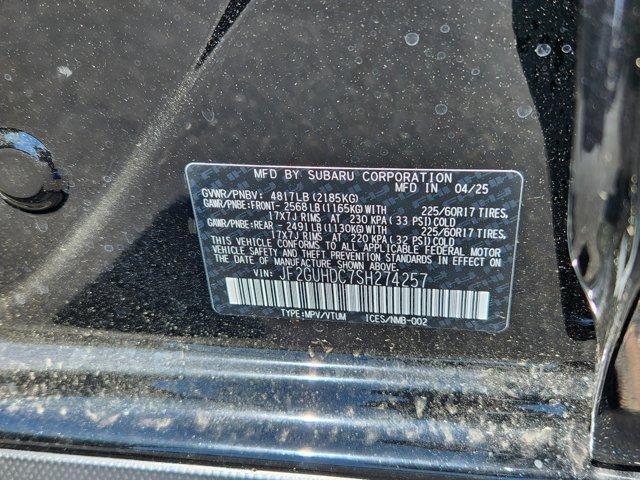 MFD BY SUBARU CORPORATION
MFD IN 04/25
GVWR/PNBV: 4817LB (2185KG)
GAWR/PNBE:FRONT-2568LB(1165KG)WITH 225/60R17 TIRES,
17X7J RIMS AT 230 KPA (33 PSI) COLD
GAWR/PNBE:REAR -2491LB(1130KG)WITH 225/60R17 TIRES,
17X7J RIMS AT 220 KPA(32 PSI) COLD
THIS VEHICLE CONFORMS TO ALL APPLICABLE FEDERAL MOTOR
VEHICLE SAFETY AND THEFT PREVENTION STANDARDS IN EFFECT ON
THE DATE OF MANUFACTURE SHOWN ABOVE.
VIN: JF2GUHDC7SH274257
TYPE:MPV/VTUM ICES/NMB-002